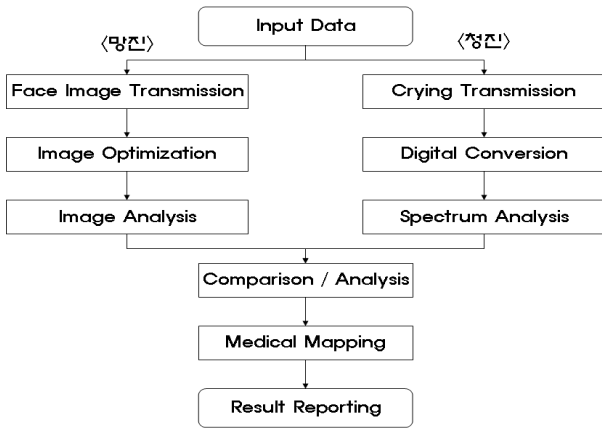 Input Data
〈망진〉
〈청진〉
Face Image Transmission
Crying Transmission
Image Optimization
Digital Conversion
Image Analysis
Spectrum Analysis
Comparison / Analysis
Medical Mapping
Result Reporting